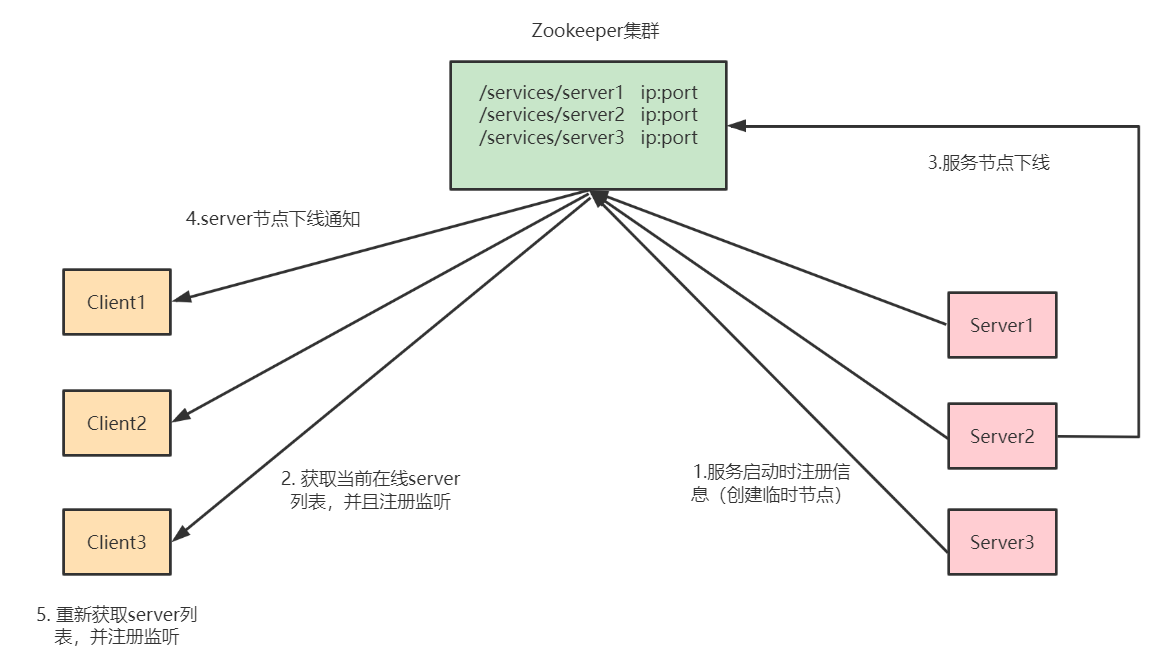 Zookeeper集群
/services/server1 ip:port
/services/server2 ip:port
/services/server3 ip:port
3.服务节点下线
4.server节点下线通知
Client1
Server1
Client2
Server2
2. 获取当前在线server
列表，并且注册监听
1.服务启动时注册信
息（创建临时节点）
Client3
Server3
5. 重新获取server列
表，并注册监听